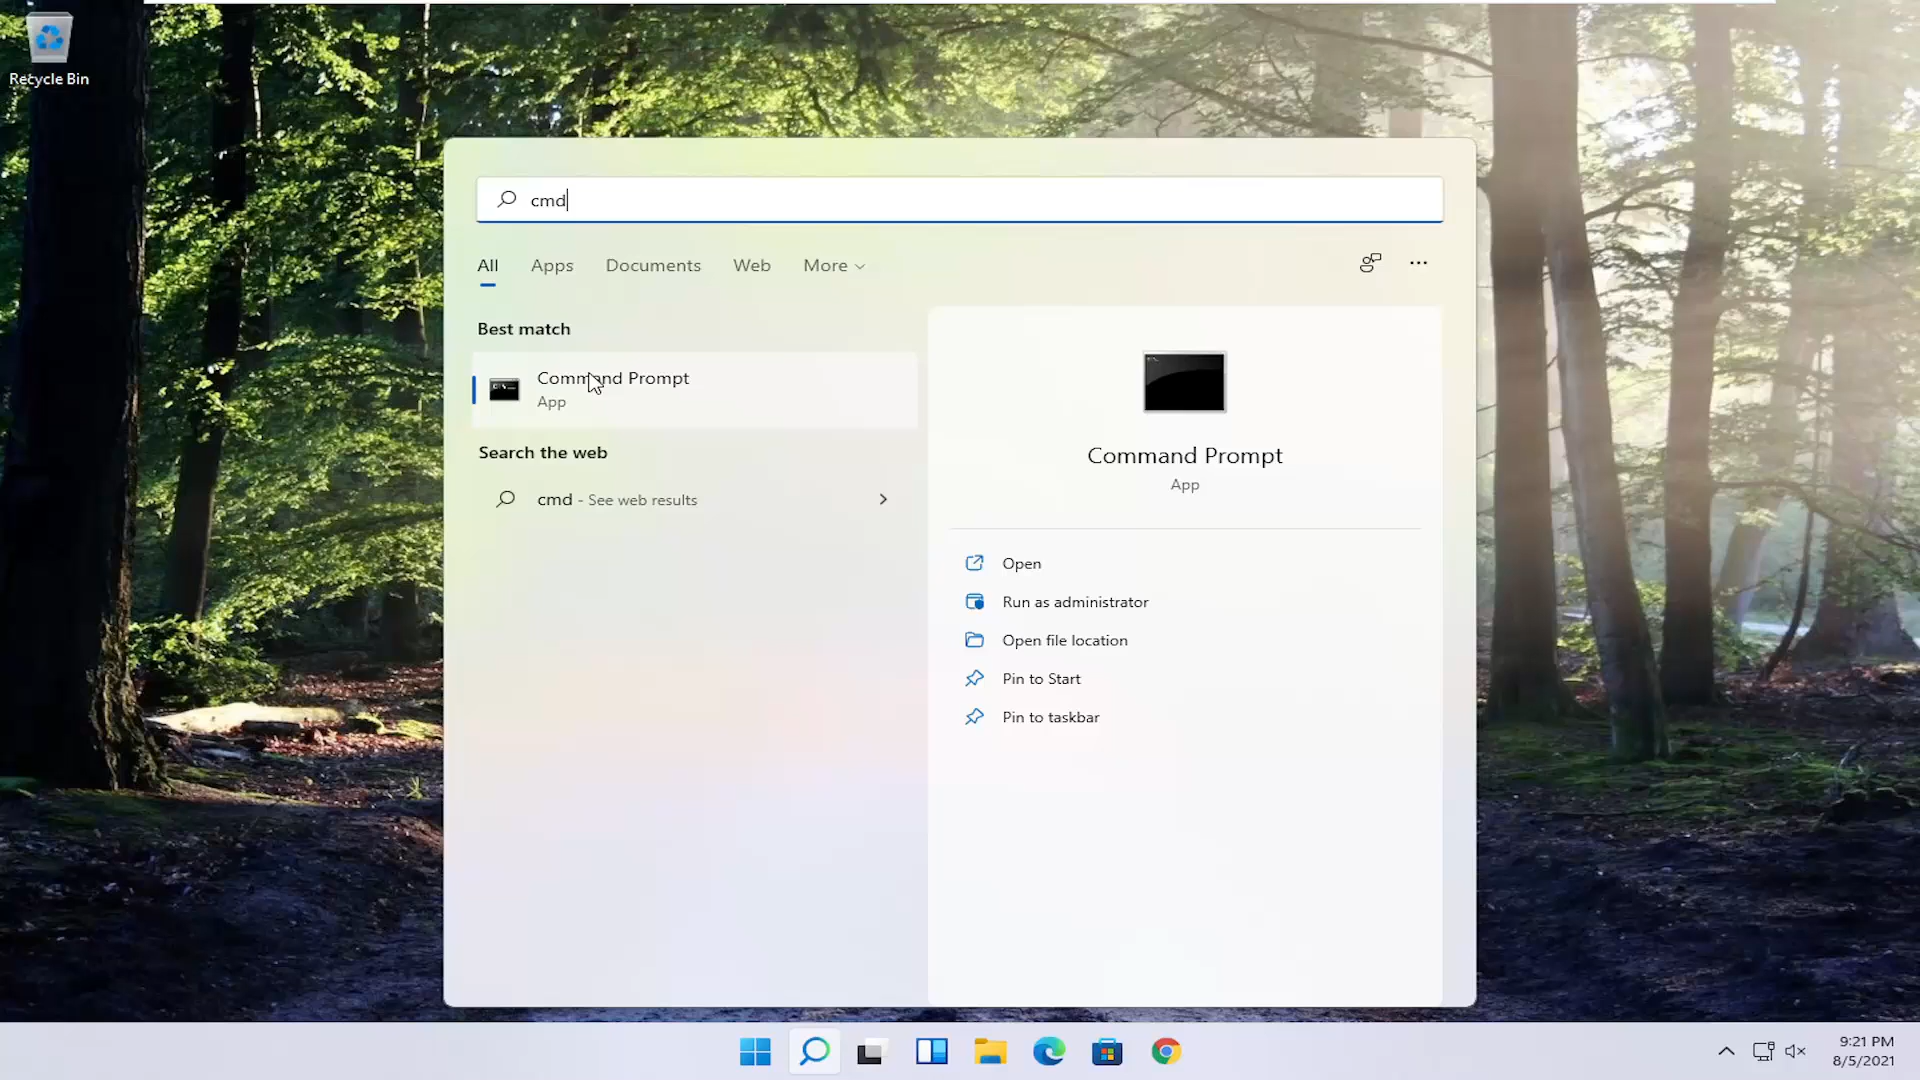 Recycle Bin
cmd
All Apps Documents Web More
Best match
Command Prompt
App
Search the web
cmd - See web results
Command Prompt
App
Open
Run as administrator
Open file location
Pin to Start
Pin to taskbar
9:21 PM
8/5/2021